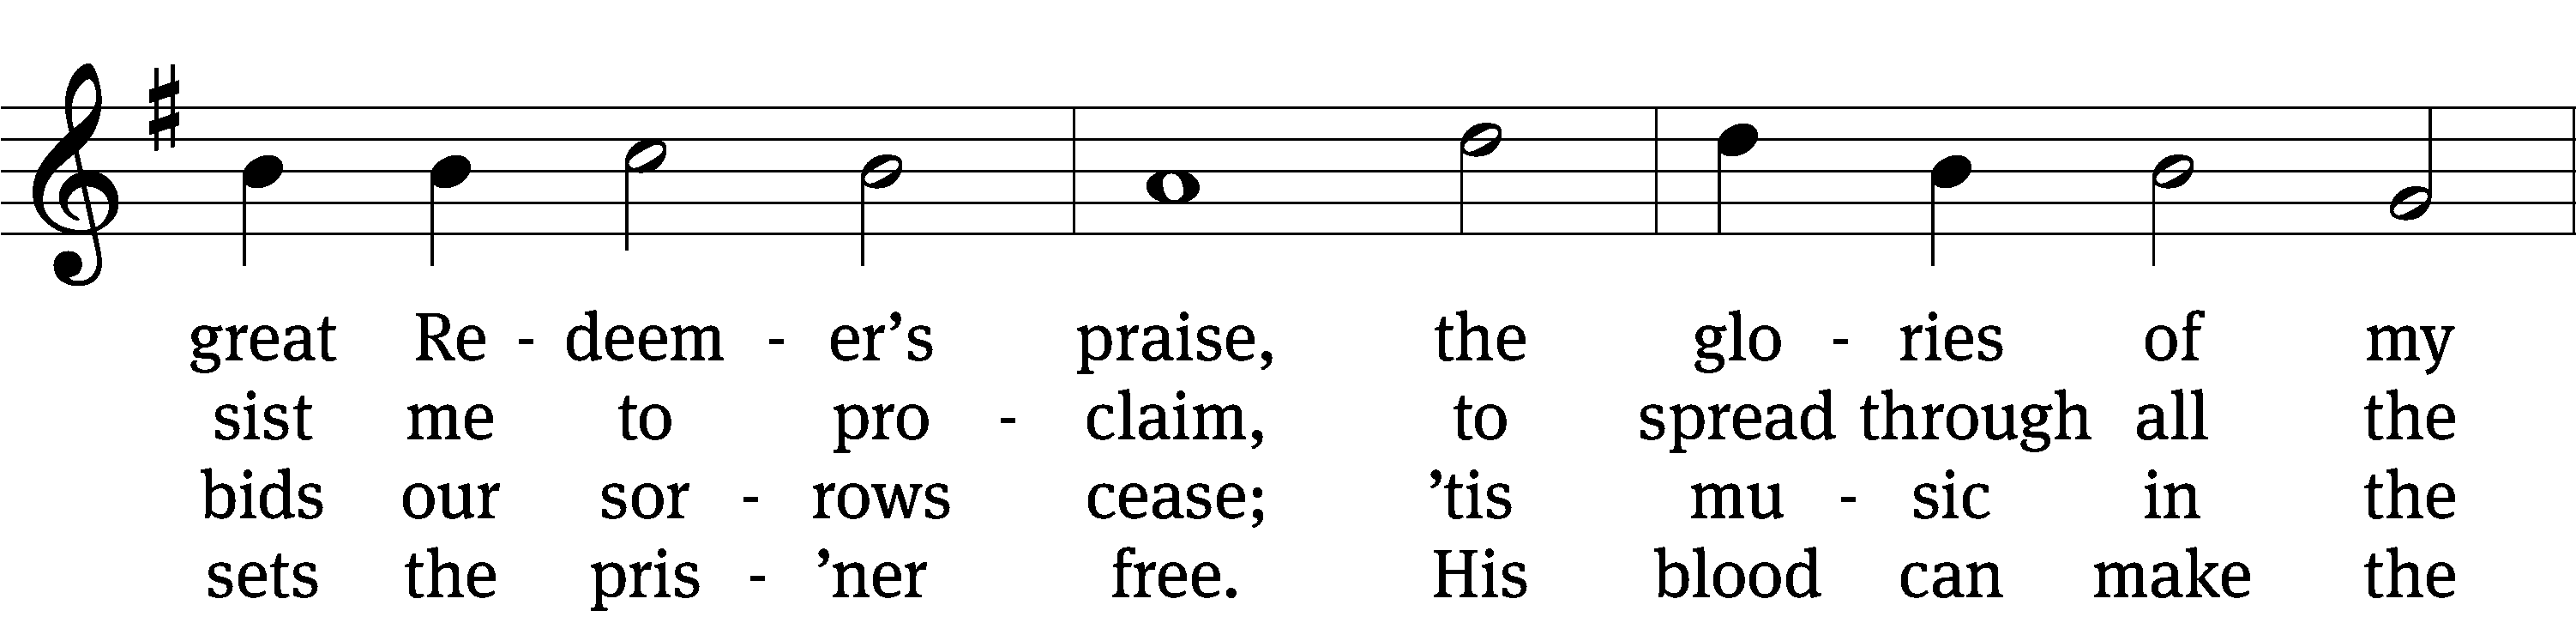 great Re - deem - er’s praise, the glo - ries of my
sist me to pro - claim, to spread through all the
bids our sor - rows cease; ’tis mu - sic in the
sets the pris - ’ner free. His blood can make the